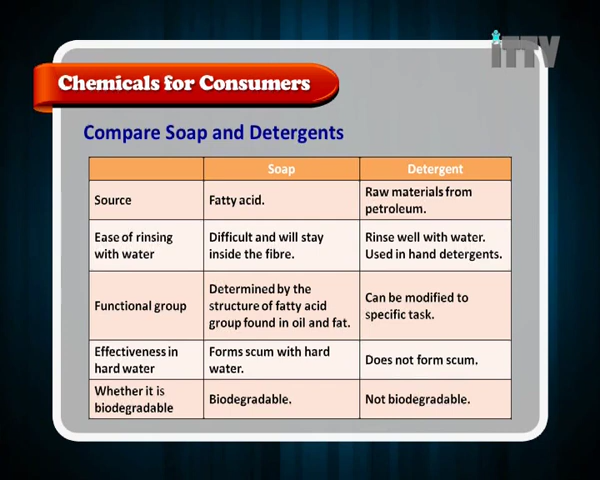 iTTV
Chemicals for Consumers
Compare Soap and Detergents
Soap Detergent
Source Fatty acid. Raw materials from
petroleum.
Ease of rinsing
with water Difficult and will stay
inside the fibre. Rinse well with water.
Used in hand detergents.
Functional group Determined by the
structure of fatty acid
group found in oil and fat. Can be modified to
specific task.
Effectiveness in
hard water Forms scum with hard
water. Does not form scum.
Whether it is
biodegradable Biodegradable. Not biodegradable.